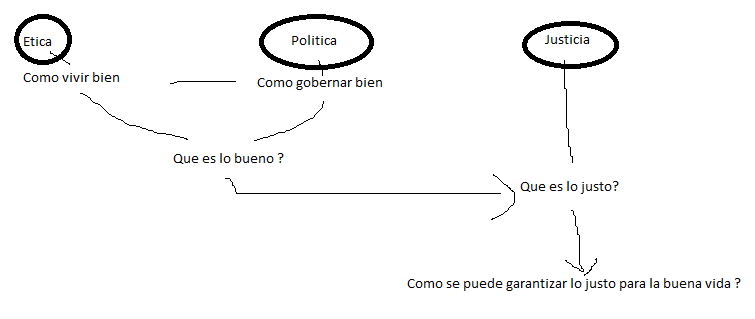 Etica
Politica
Justicia
Como vivir bien
Como gobernar bien
Que es lo bueno ?
Que es lo justo?
Como se puede garantizar lo justo para la buena vida ?